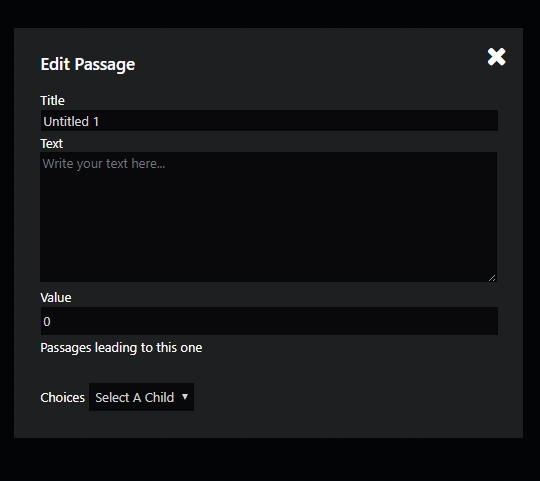 Edit Passage
Title
Untitled 1
Text
Write your text here...
Value
0
Passages leading to this one
Choices Select A Child